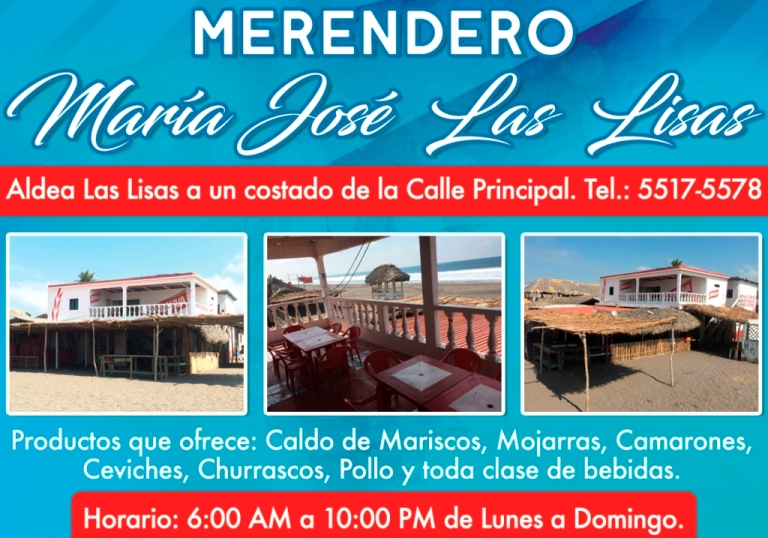 MERENDERO
María José Las Lisas
Aldea Las Lisas a un costado de la Calle Principal. Tel.: 5517-5578
Productos que ofrece: Caldo de Mariscos, Mojarras, Camarones,
Ceviches, Churrascos, Pollo y toda clase de bebidas.
Horario: 6:00 AM a 10:00 PM de Lunes a Domingo.